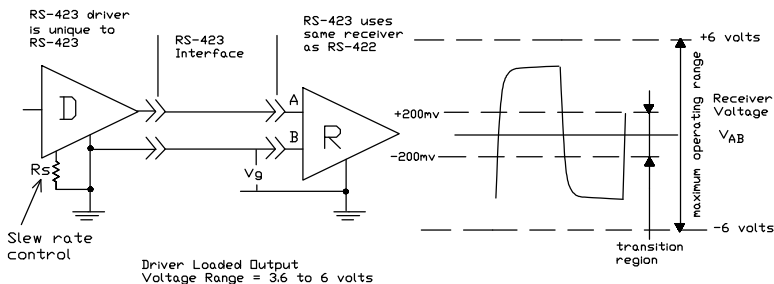 RS-423 driver
is unique to
RS-423
RS-423
Interface
RS-423 uses
same receiver
as RS-422
D
A
B
R
Rs
Vg
Slew rate
control
Driver Loaded Output
Voltage Range = 3.6 to 6 volts
+6 volts
+200mv
-200mv
-6 volts
maximum operating range
Receiver
Voltage
VAB
transition
region